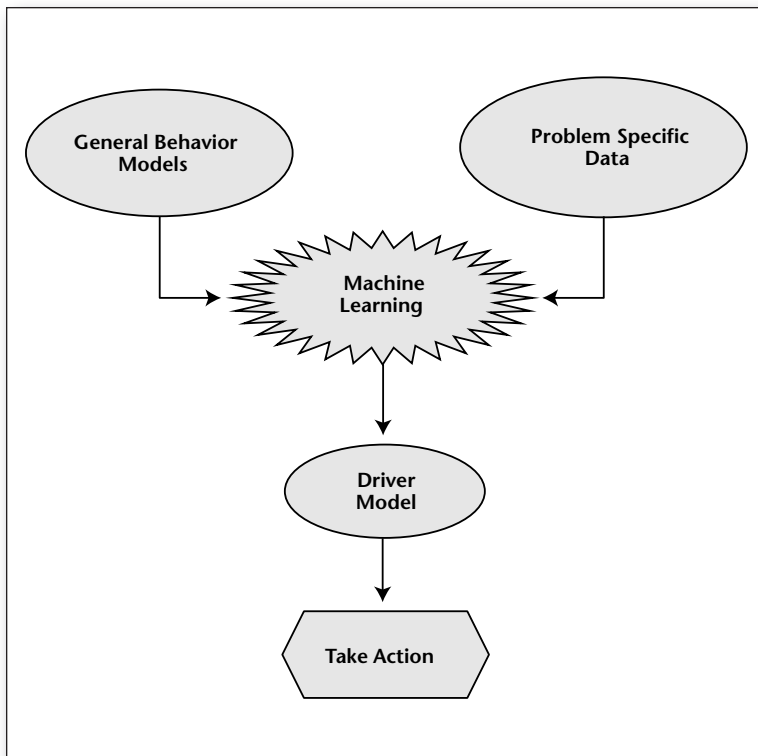 General Behavior
Models
Problem Specific
Data
Machine
Learning
Driver
Model
Take Action